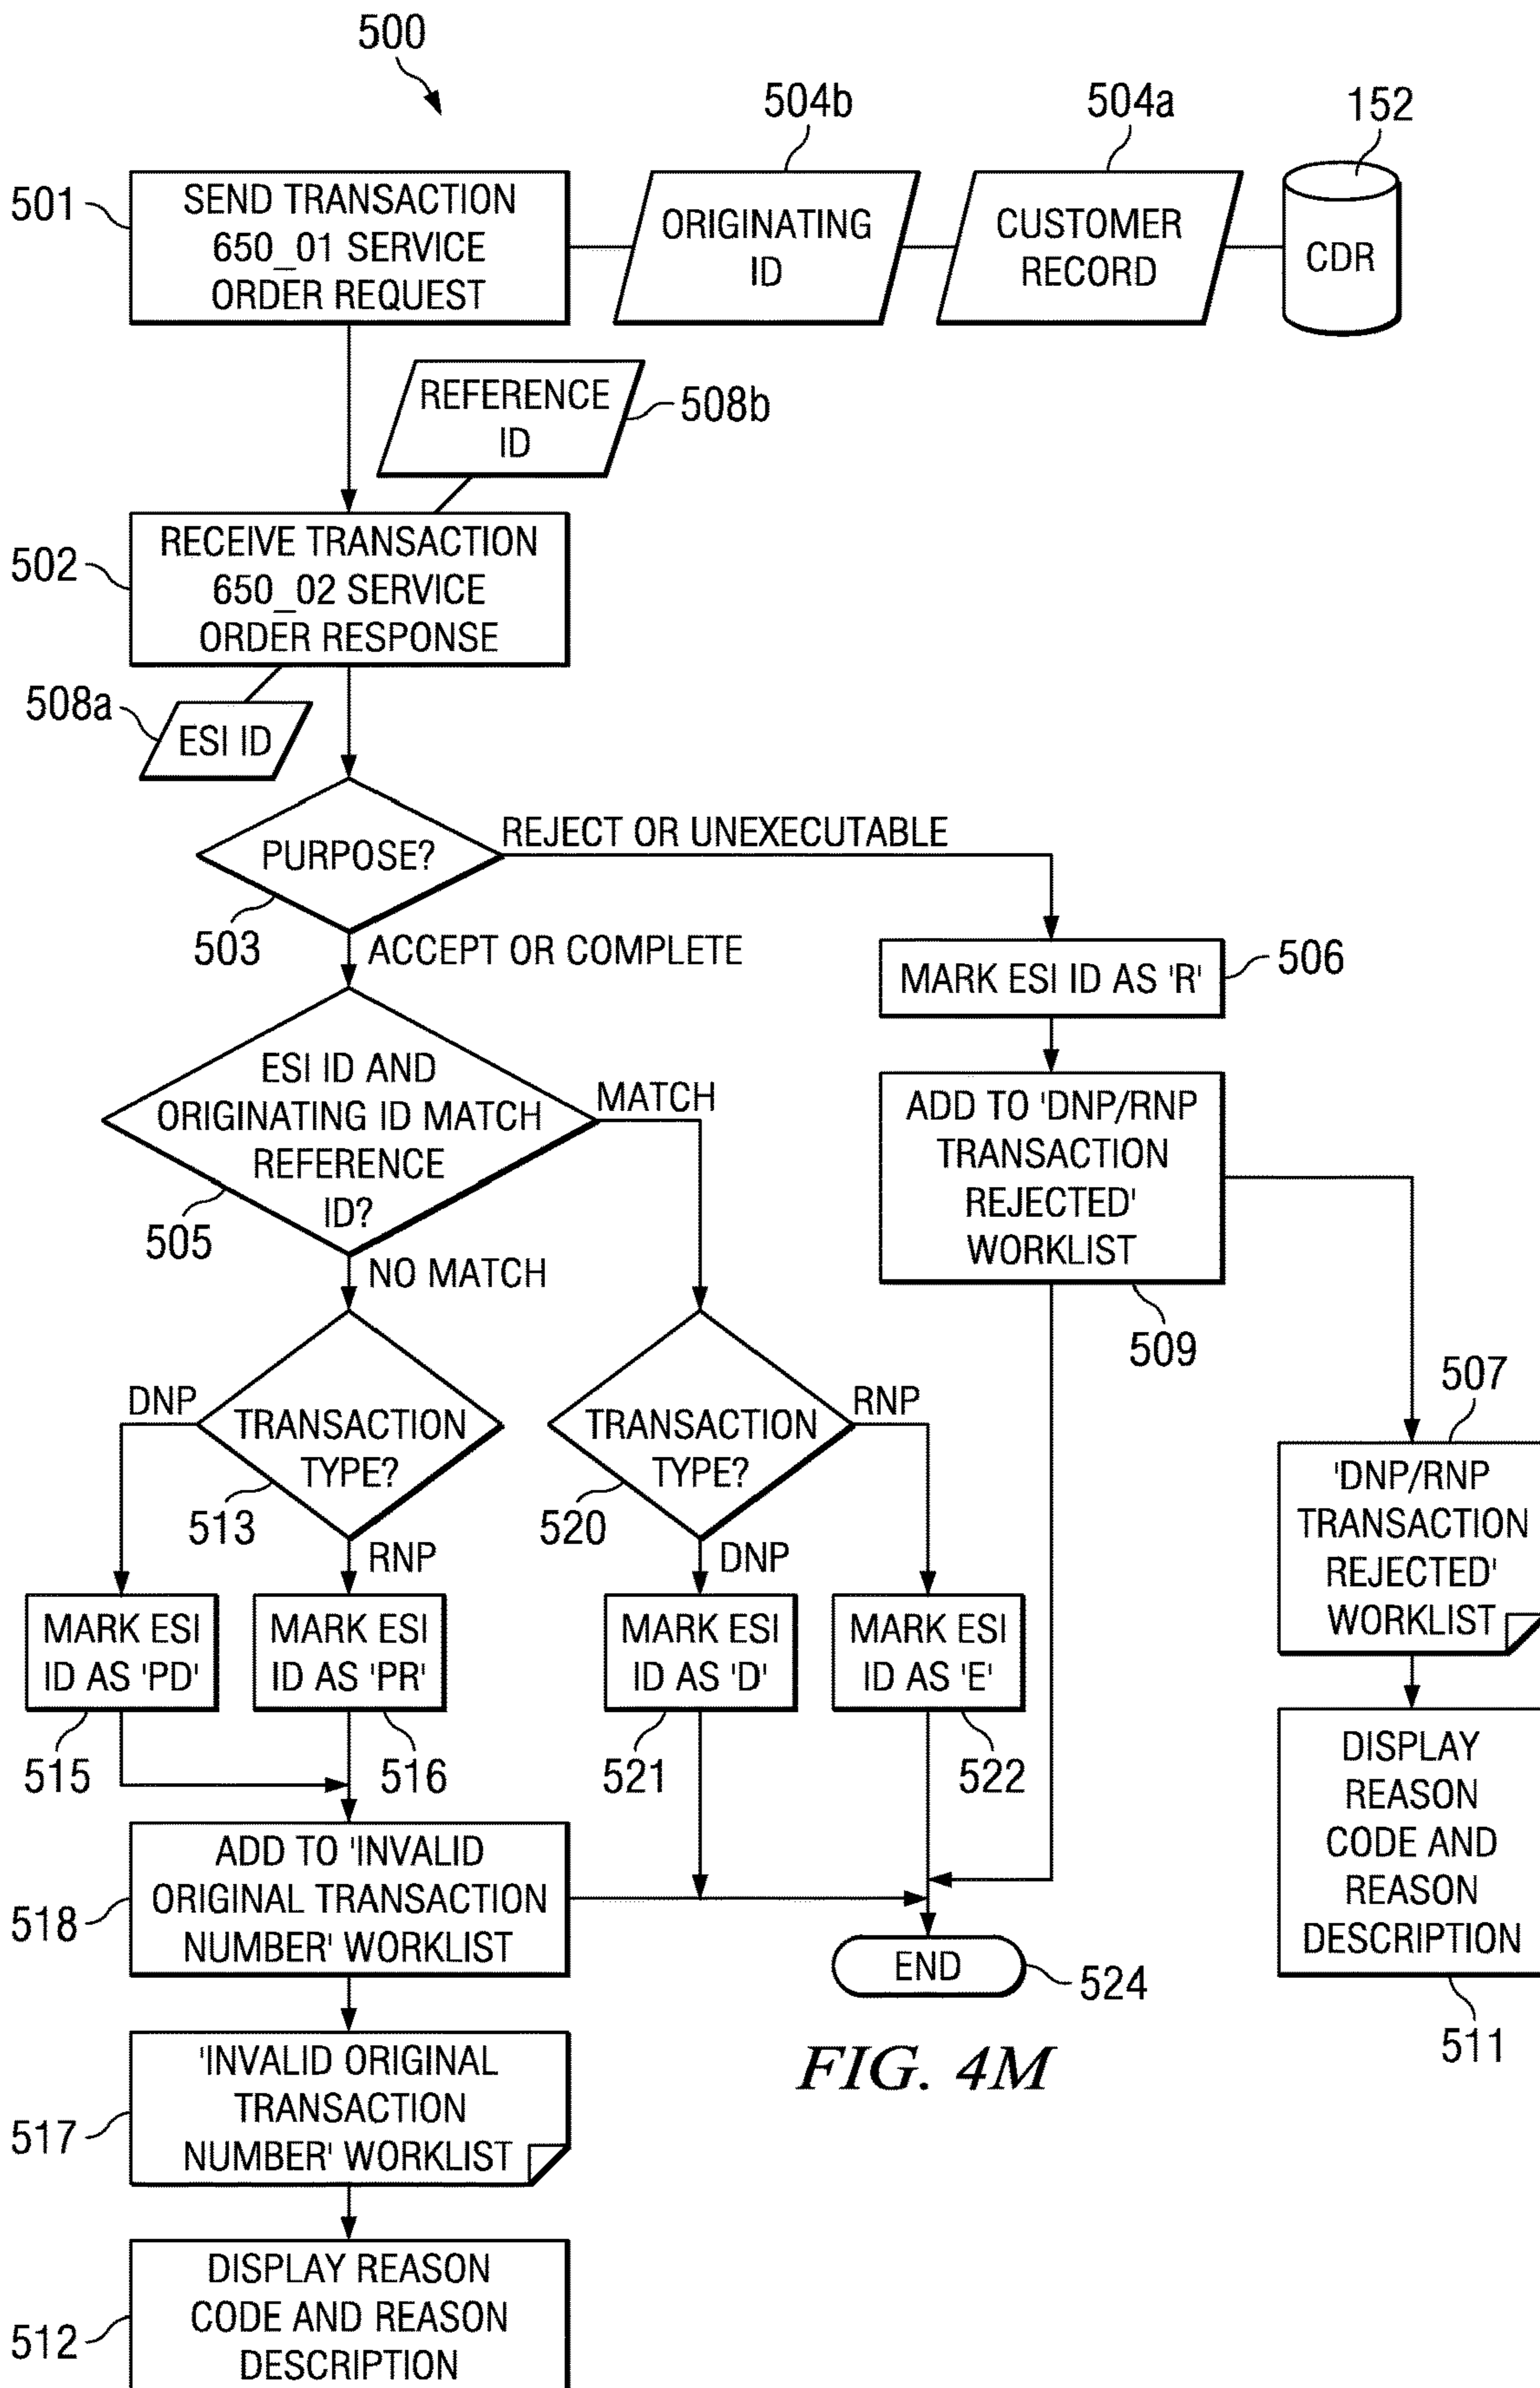 500
504b
504a
152
501
SEND TRANSACTION
650_01 SERVICE
ORDER REQUEST
ORIGINATING
ID
CUSTOMER
RECORD
CDR
REFERENCE
ID
508b
502
RECEIVE TRANSACTION
650_02 SERVICE
ORDER RESPONSE
508a
ESI ID
PURPOSE?
REJECT OR UNEXECUTABLE
503
ACCEPT OR COMPLETE
MARK ESI ID AS 'R'
506
ESI ID AND
ORIGINATING ID MATCH
REFERENCE
ID?
MATCH
505
NO MATCH
ADD TO 'DNP/RNP
TRANSACTION
REJECTED'
WORKLIST
509
DNP
TRANSACTION
TYPE?
513
RNP
TRANSACTION
TYPE?
RNP
520
DNP
507
'DNP/RNP
TRANSACTION
REJECTED'
WORKLIST
MARK ESI
ID AS 'PD'
MARK ESI
ID AS 'PR'
MARK ESI
ID AS 'D'
MARK ESI
ID AS 'E'
515
516
521
522
DISPLAY
REASON
CODE AND
REASON
DESCRIPTION
511
518
ADD TO 'INVALID
ORIGINAL TRANSACTION
NUMBER' WORKLIST
END
524
517
'INVALID ORIGINAL
TRANSACTION
NUMBER' WORKLIST
FIG. 4M
512
DISPLAY REASON
CODE AND REASON
DESCRIPTION